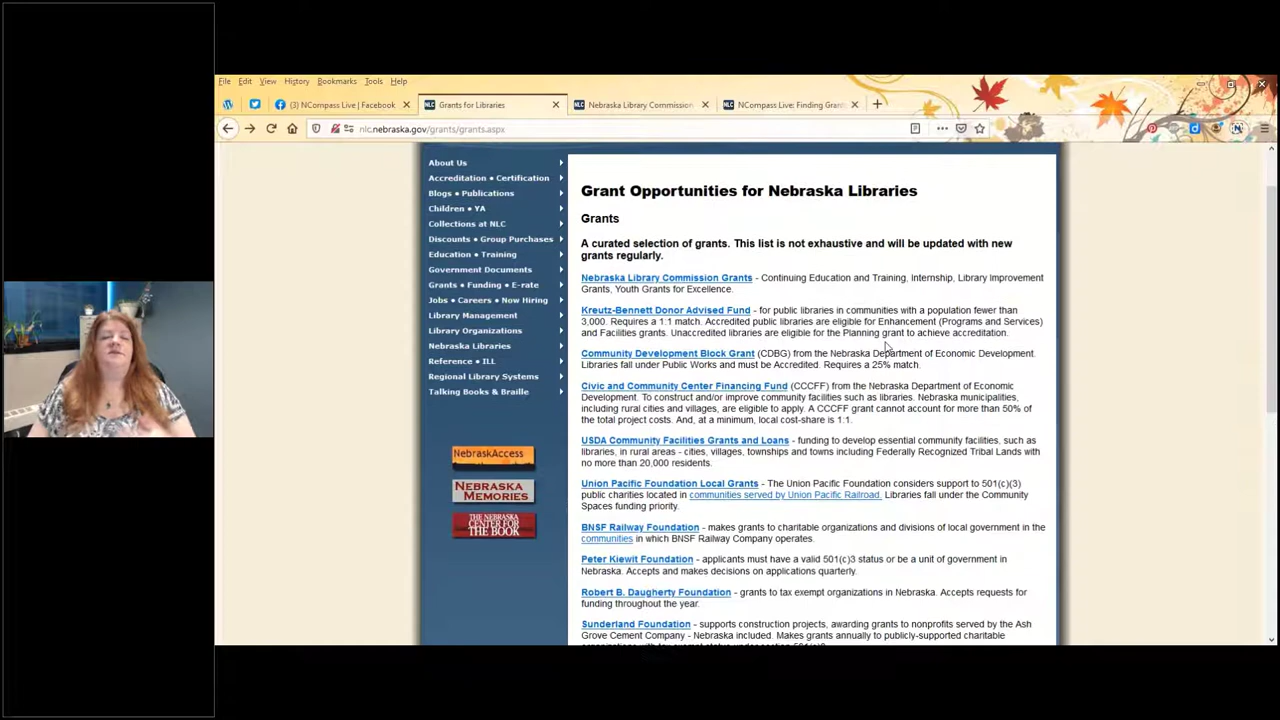 File Edit View History Bookmarks Tools Help
(3) NCompass Live | Facebook
Grants for Libraries
Nebraska Library Commission
NCompass Live: Finding Grant
nlc.nebraska.gov/grants/grants.aspx
About Us
Accreditation • Certification
Blogs • Publications
Children • YA
Collections at NLC
Discounts • Group Purchases
Education • Training
Government Documents
Grants • Funding • E-rate
Jobs • Careers • Now Hiring
Library Management
Library Organizations
Nebraska Libraries
Reference • ILL
Regional Library Systems
Talking Books & Braille
NebraskAccess
NEBRASKA
MEMORIES
THE NEBRASKA
CENTER FOR
THE BOOK
Grant Opportunities for Nebraska Libraries
Grants
A curated selection of grants. This list is not exhaustive and will be updated with new
grants regularly.
Nebraska Library Commission Grants - Continuing Education and Training, Internship, Library Improvement
Grants, Youth Grants for Excellence.
Kreutz-Bennett Donor Advised Fund - for public libraries in communities with a population fewer than
3,000. Requires a 1:1 match. Accredited public libraries are eligible for Enhancement (Programs and Services)
and Facilities grants. Unaccredited libraries are eligible for the Planning grant to achieve accreditation.
Community Development Block Grant (CDBG) from the Nebraska Department of Economic Development.
Libraries fall under Public Works and must be Accredited. Requires a 25% match.
Civic and Community Center Financing Fund (CCCFF) from the Nebraska Department of Economic
Development. To construct and/or improve community facilities such as libraries. Nebraska municipalities,
including rural cities and villages, are eligible to apply. A CCCFF grant cannot account for more than 50% of
the total project costs. And, at a minimum, local cost-share is 1:1.
USDA Community Facilities Grants and Loans - funding to develop essential community facilities, such as
libraries, in rural areas - cities, villages, townships and towns including Federally Recognized Tribal Lands with
no more than 20,000 residents.
Union Pacific Foundation Local Grants - The Union Pacific Foundation considers support to 501(c)(3)
public charities located in communities served by Union Pacific Railroad. Libraries fall under the Community
Spaces funding priority.
BNSF Railway Foundation - makes grants to charitable organizations and divisions of local government in the
communities in which BNSF Railway Company operates.
Peter Kiewit Foundation - applicants must have a valid 501(c)3 status or be a unit of government in
Nebraska. Accepts and makes decisions on applications quarterly.
Robert B. Daugherty Foundation - grants to tax exempt organizations in Nebraska. Accepts requests for
funding throughout the year.
Sunderland Foundation - supports construction projects, awarding grants to nonprofits served by the Ash
Grove Cement Company - Nebraska included. Makes grants annually to publicly-supported charitable